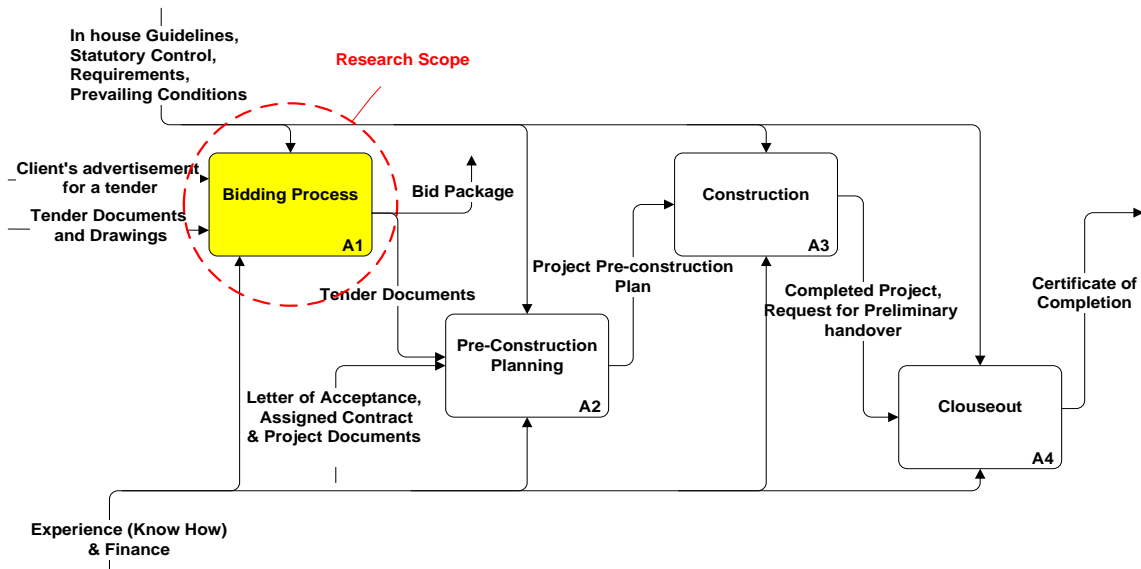 In house Guidelines,
Statutory Control,
Requirements,
Prevailing Conditions
Research Scope
Client's advertisement
for a tender
Tender Documents
and Drawings
Bidding Process
A1
Bid Package
Construction
A3
Tender Documents
Project Pre-construction
Plan
Completed Project,
Request for Preliminary
handover
Certificate of
Completion
Pre-Construction
Planning
A2
Letter of Acceptance,
Assigned Contract
& Project Documents
Clouseout
A4
Experience (Know How)
& Finance